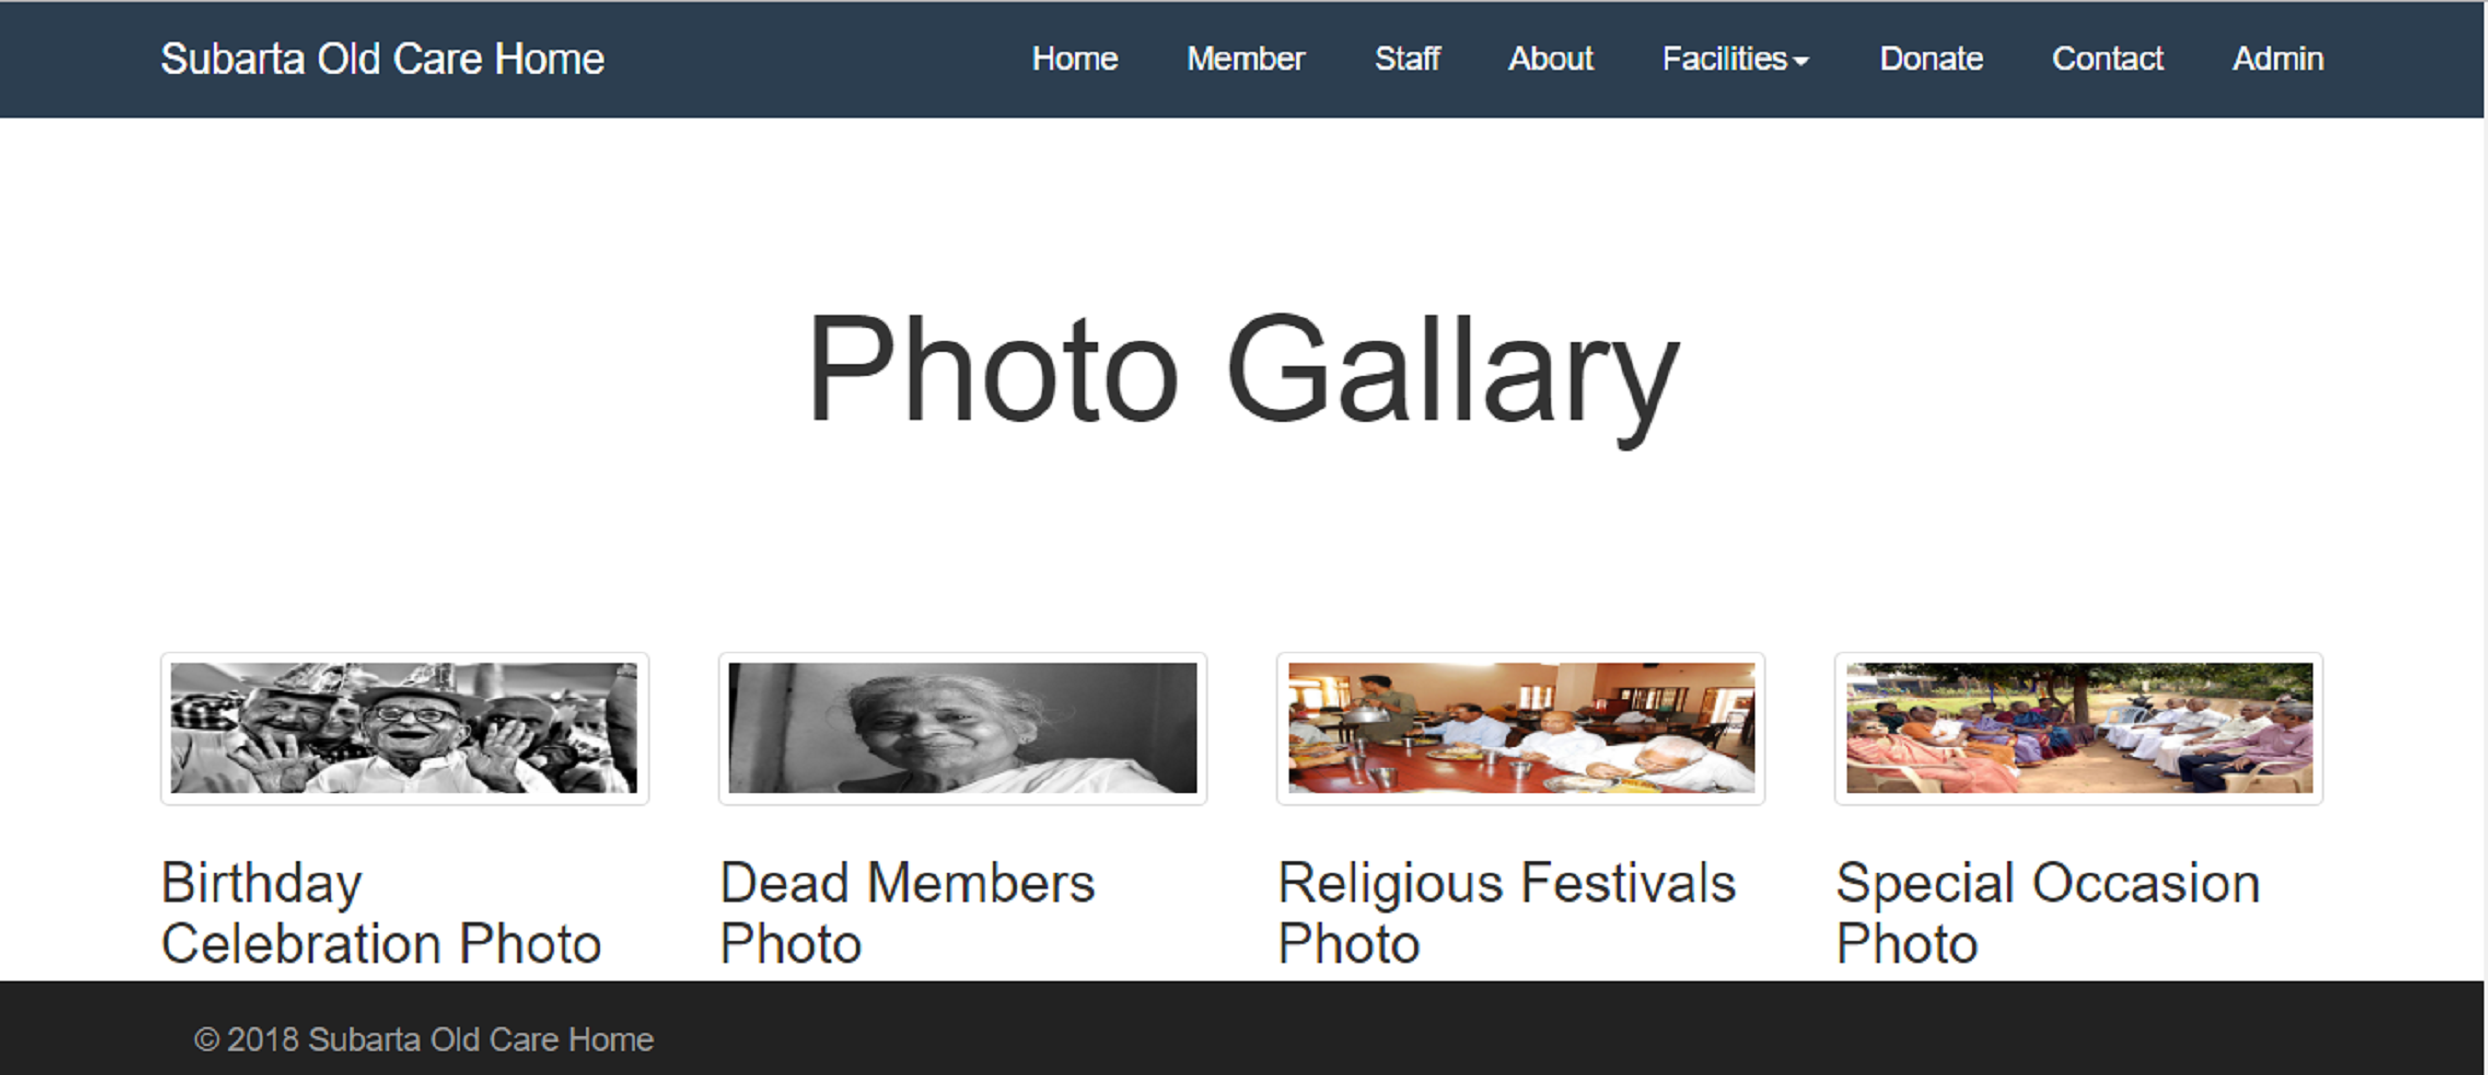 Subarta Old Care Home
Home Member Staff About Facilities Donate Contact Admin
Photo Gallary
Birthday
Celebration Photo
Dead Members
Photo
Religious Festivals
Photo
Special Occasion
Photo
© 2018 Subarta Old Care Home